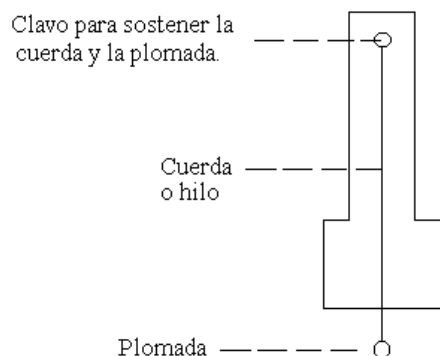 Clavo para sostener la
cuerda y la plomada.
Cuerda
o hilo
Plomada